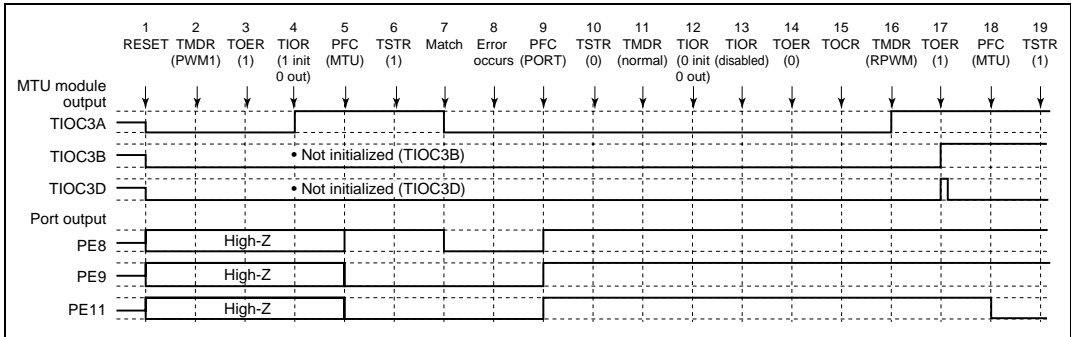 1 2 3 4 5 6 7 8 9 10 11 12 13 14 15 16 17 18 19
RESET TMDR TOER TIOR PFC TSTR Match Error PFC TSTR TMDR TIOR TIOR TOER TOCR TMDR TOER PFC TSTR
(PWM1) (1) (1 init (MTU) (1) occurs (PORT) (0) (normal) (0 init (disabled) (0) (RPWM) (1) (MTU) (1)
0 out) 0 out)
MTU module
output
TIOC3A
TIOC3B • Not initialized (TIOC3B)
TIOC3D • Not initialized (TIOC3D)
Port output
PE8 High-Z
PE9 High-Z
PE11 High-Z